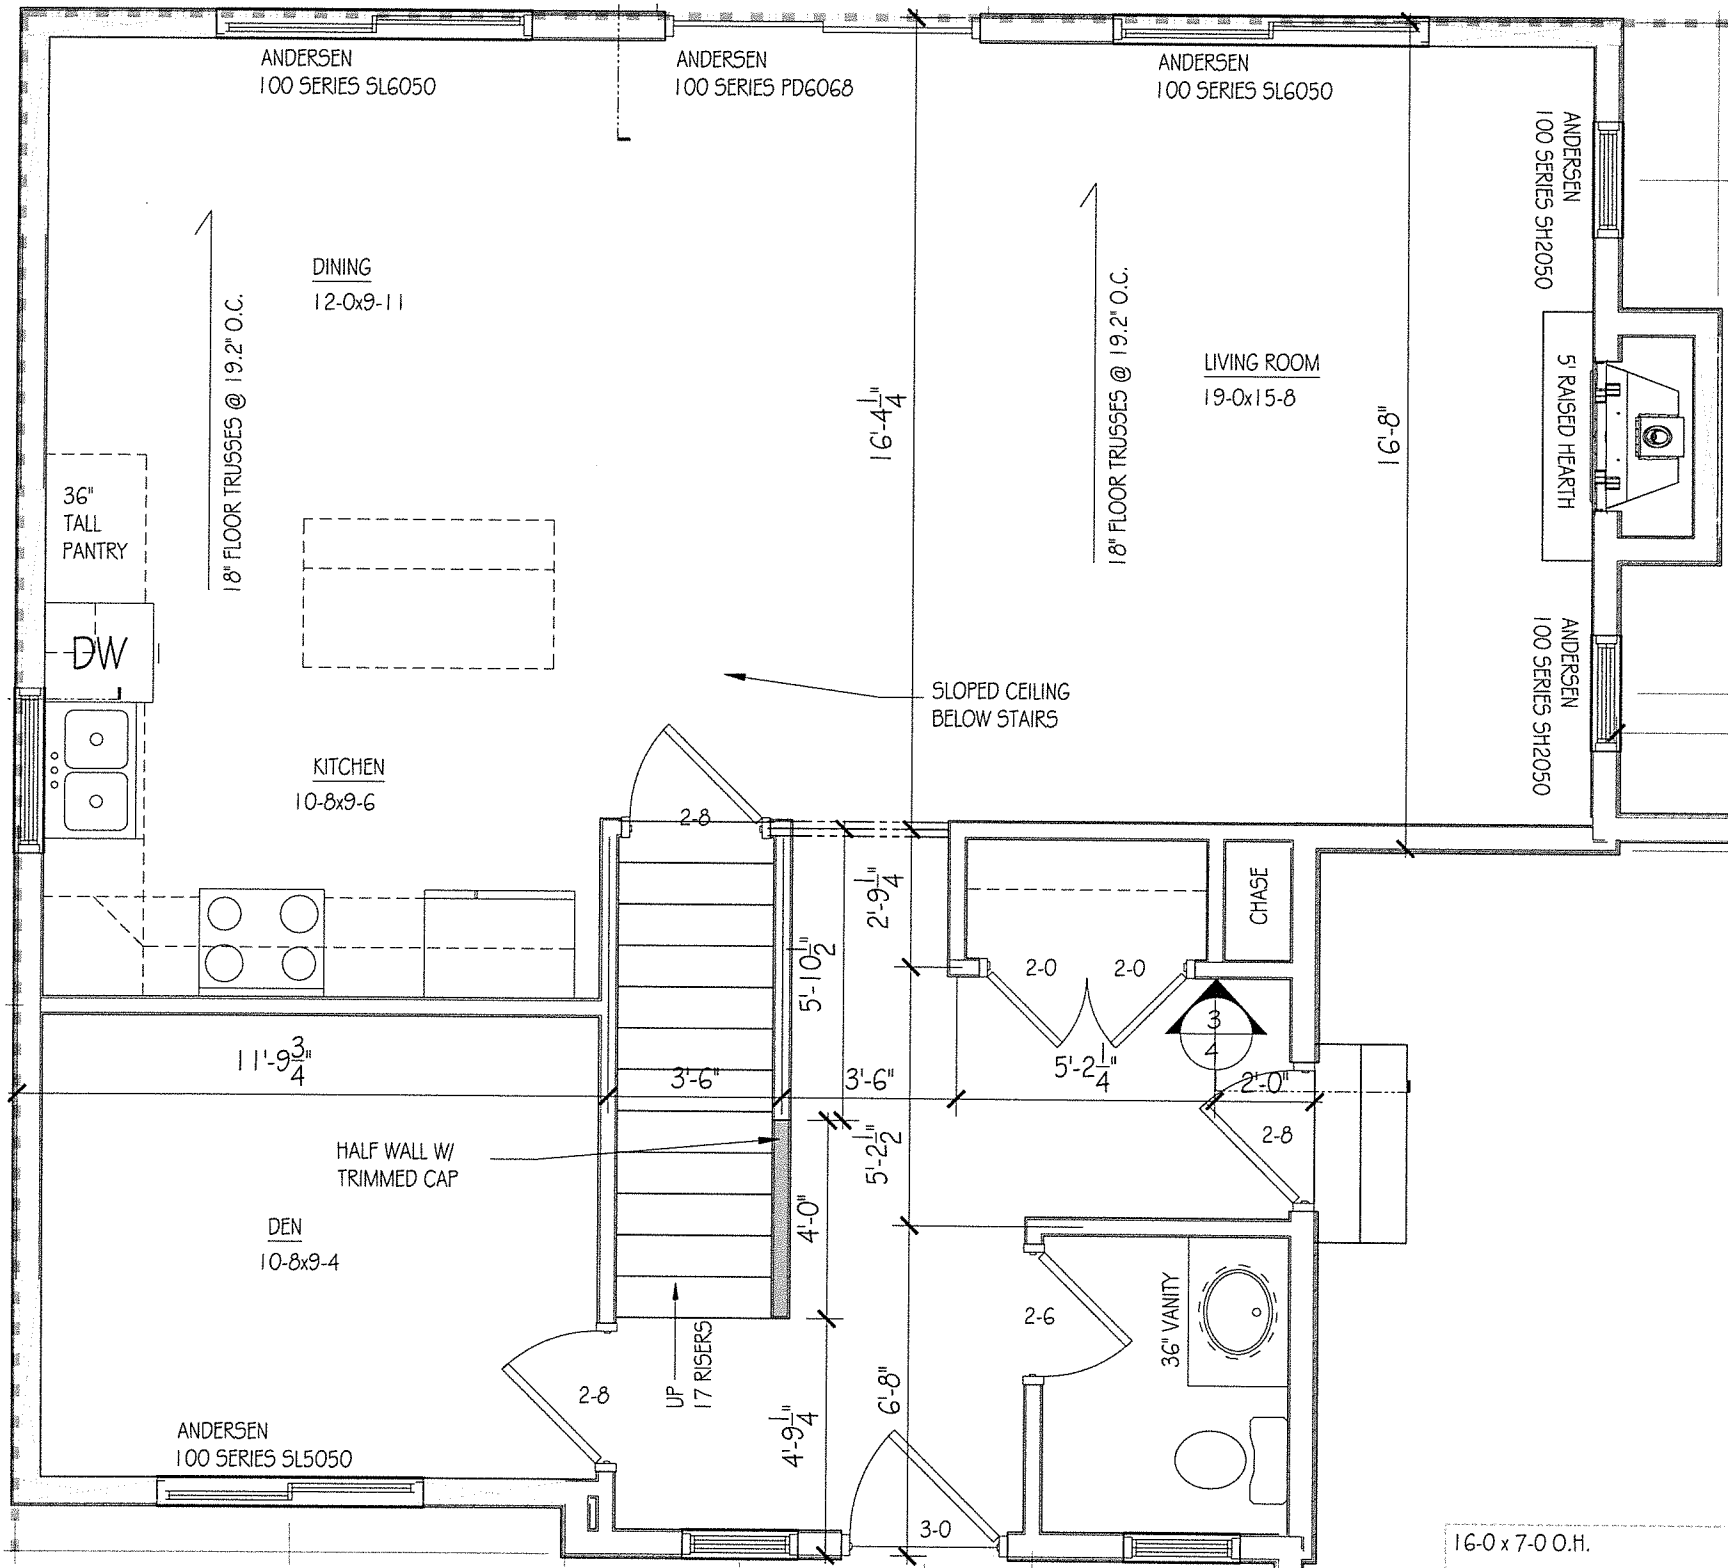 ANDERSEN
100 SERIES SL6050
ANDERSEN
100 SERIES PD6068
ANDERSEN
100 SERIES SL6050
ANDERSEN
100 SERIES SH2050
DINING
12-0x9-11
18" FLOOR TRUSSES @ 19.2" O.C.
18" FLOOR TRUSSES @ 19.2" O.C.
LIVING ROOM
19-0x15-8
16'-4 1/4"
16'-8"
5' RAISED HEARTH
36"
TALL
PANTRY
DW
ANDERSEN
100 SERIES SH2050
SLOPED CEILING
BELOW STAIRS
KITCHEN
10-8x9-6
2-8
2'-9 1/4"
CHASE
5'-10 1/2"
2-0
2-0
3
4
11'-9 3/4"
3'-6"
3'-6"
5'-2 1/4"
2'-0"
2-8
HALF WALL W/
TRIMMED CAP
5'-2 1/2"
4'-0"
DEN
10-8x9-4
2-6
36" VANITY
UP
17 RISERS
2-8
6'-8"
4'-9 1/4"
ANDERSEN
100 SERIES SL5050
3-0
16-0 x 7-0 O.H.